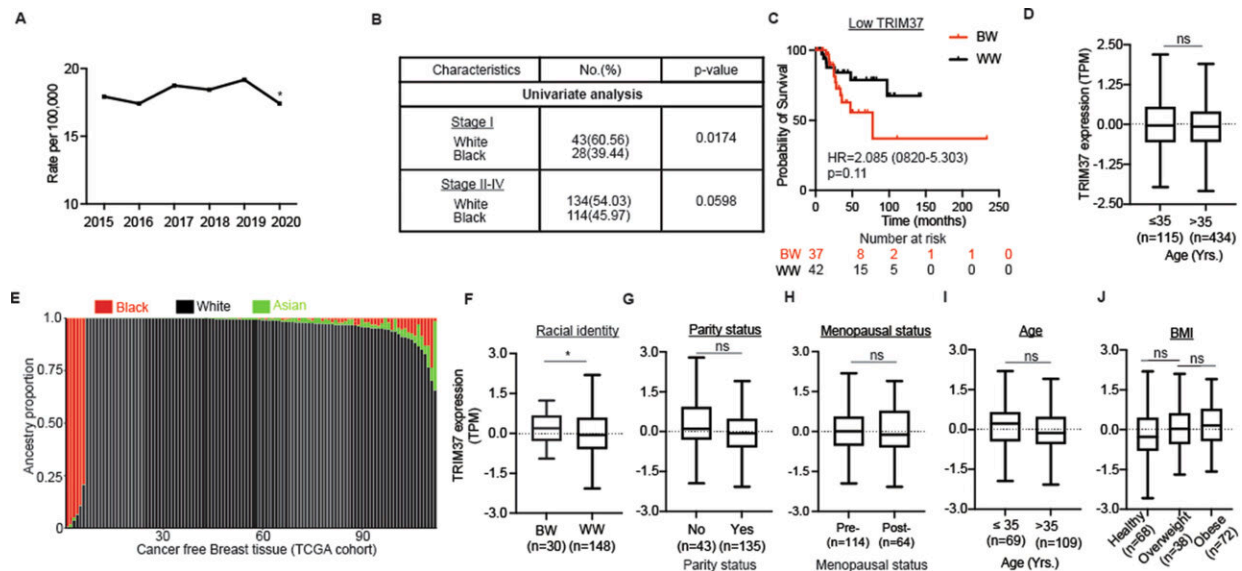 A
20
15
10
Rate per 100,000
*
2015 2016 2017 2018 2019 2020
B
Characteristics No.(%) p-value
Univariate analysis
Stage I
White 43(60.56)
Black 28(39.44)
0.0174
Stage II-IV
White 134(54.03)
Black 114(45.97)
0.0598
C
Low TRIM37
BW
WW
100
75
50
25
0
Probability of Survival
HR=2.085 (0820-5.303)
p=0.11
0 50 100 150 200 250
Time (months)
Number at risk
BW 37 8 2 1 1 0
WW 42 15 5 0 0 0
D
ns
2.50
1.25
0.00
-1.25
-2.50
TRIM37 expression (TPM)
≤35 >35
(n=115) (n=434)
Age (Yrs.)
E
Black White Asian
1.0
0.75
0.50
0.25
0
Ancestry proportion
30 60 90
Cancer free Breast tissue (TCGA cohort)
F
Racial identity
*
3.0
1.5
0.0
-1.5
-3.0
TRIM37 expression
(TPM)
BW WW
(n=30) (n=148)
G
Parity status
ns
3.0
1.5
0.0
-1.5
-3.0
No Yes
(n=43) (n=135)
Parity status
H
Menopausal status
ns
3.0
1.5
0.0
-1.5
-3.0
Pre- Post-
(n=114) (n=64)
Menopausal status
I
Age
ns
3.0
1.5
0.0
-1.5
-3.0
≤ 35 >35
(n=69) (n=109)
Age (Yrs.)
J
BMI
ns ns
3.0
1.5
0.0
-1.5
-3.0
Healthy
(n=68)
Overweight
(n=38)
Obese
(n=72)